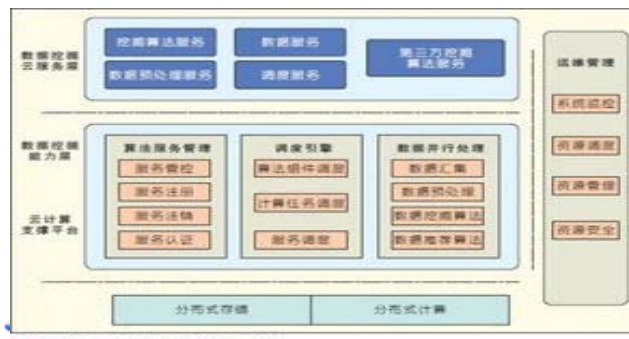 数据挖掘
云服务层
挖掘算法服务
数据服务
第三方挖掘
算法服务
数据预处理服务
调度服务
数据挖掘
能力层
算法服务管理
服务管控
服务注册
服务注销
服务认证
调度引擎
算法组件调度
计算任务调度
服务调度
数据并行处理
数据汇集
数据预处理
数据挖掘算法
数据推荐算法
云计算
支撑平台
分布式存储
分布式计算
运维管理
系统监控
资源调度
资源管理
资源安全